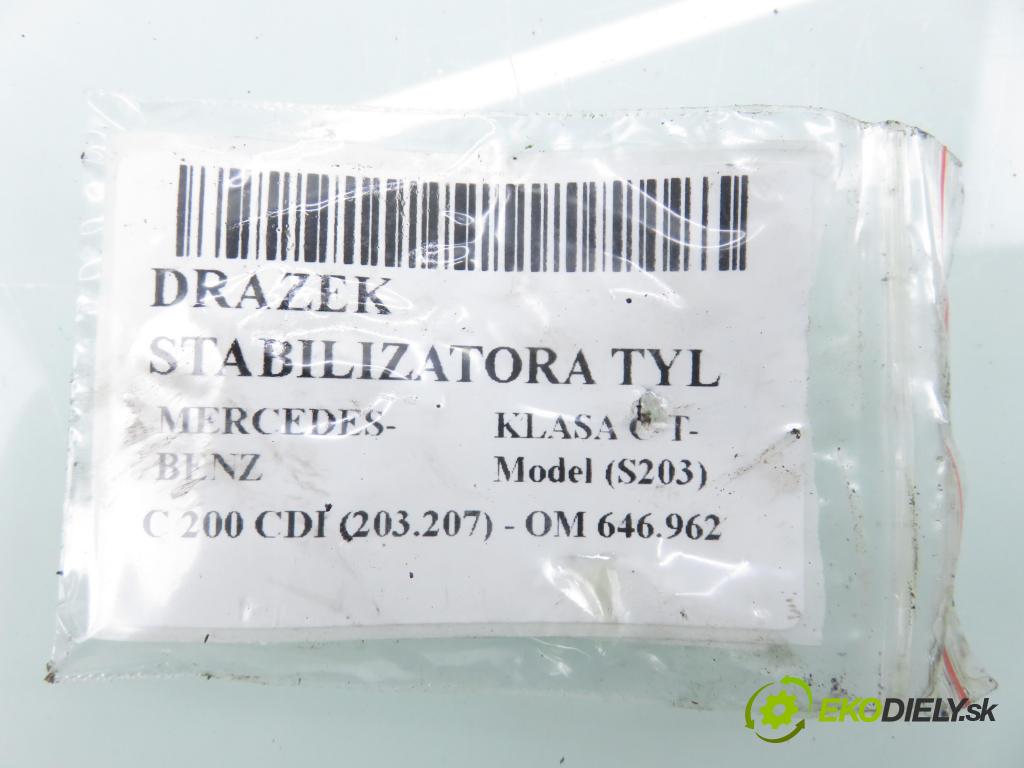 DRAZEK
STABILIZATORA TYL
MERCEDES- KLASA C T-
BENZ Model (S203)
C 200 CDI (203.207) - OM 646.962
EKODIELY.sk